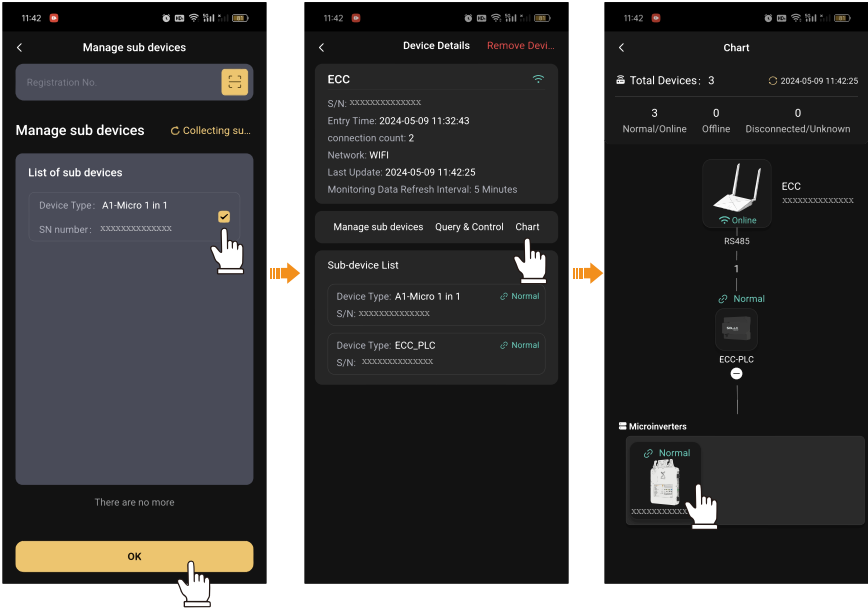 11:42
Manage sub devices
Registration No.
Manage sub devices
Collecting su...
List of sub devices
Device Type: A1-Micro 1 in 1
SN number: XXXXXXXXXXXXXX
There are no more
OK
11:42
Device Details
Remove Devi...
ECC
S/N: XXXXXXXXXXXXXX
Entry Time: 2024-05-09 11:32:43
connection count: 2
Network: WIFI
Last Update: 2024-05-09 11:42:25
Monitoring Data Refresh Interval: 5 Minutes
Manage sub devices Query & Control Chart
Sub-device List
Device Type: A1-Micro 1 in 1 Normal
S/N: XXXXXXXXXXXXXX
Device Type: ECC_PLC Normal
S/N: XXXXXXXXXXXXXX
11:42
Chart
Total Devices: 3
2024-05-09 11:42:25
3 0 0
Normal/Online Offline Disconnected/Unknown
ECC
XXXXXXXXXXXXXX
Online
RS485
1
Normal
ECC-PLC
Microinverters
Normal
XXXXXXXXXXX